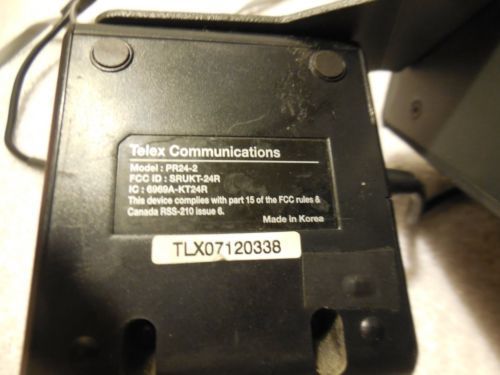 Telex Communications
Model : PR24-2
FCC ID : SRUKT-24R
IC : 6969A-KT24R
This device complies with part 15 of the FCC rules &
Canada RSS-210 issue 6.
Made in Korea
TLX07120338